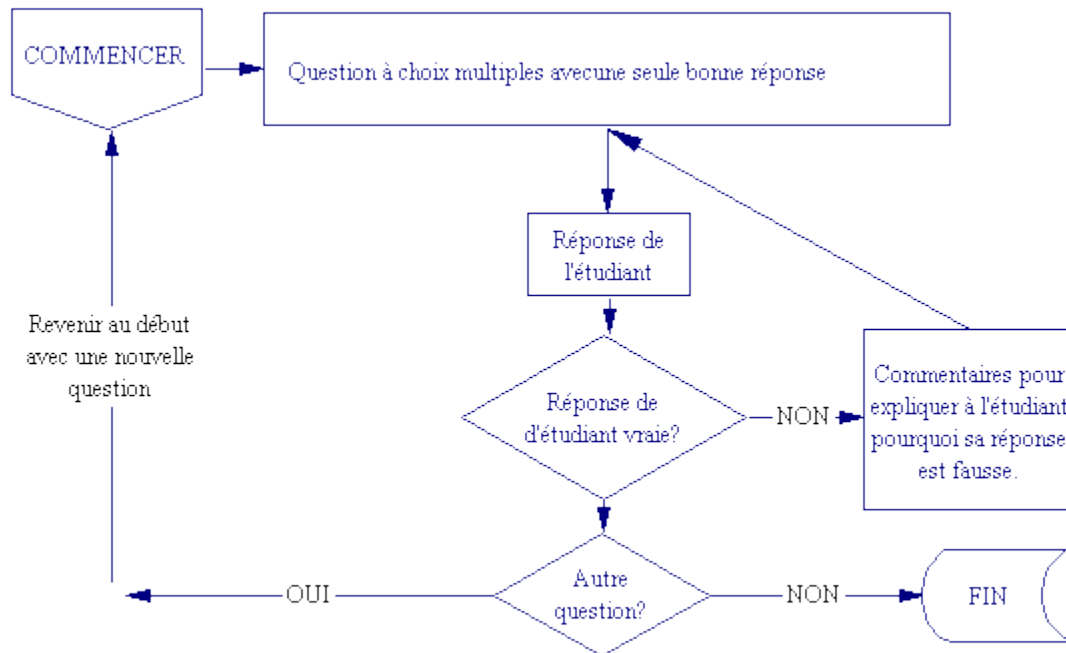 COMMENCER
Question à choix multiples avecune seule bonne réponse
Réponse de
l'étudiant
Revenir au début
avec une nouvelle
question
Réponse de
d'étudiant vraie?
NON
Commentaires pour
expliquer à l'étudiant
pourquoi sa réponse
est fausse.
OUI
Autre
question?
NON
FIN